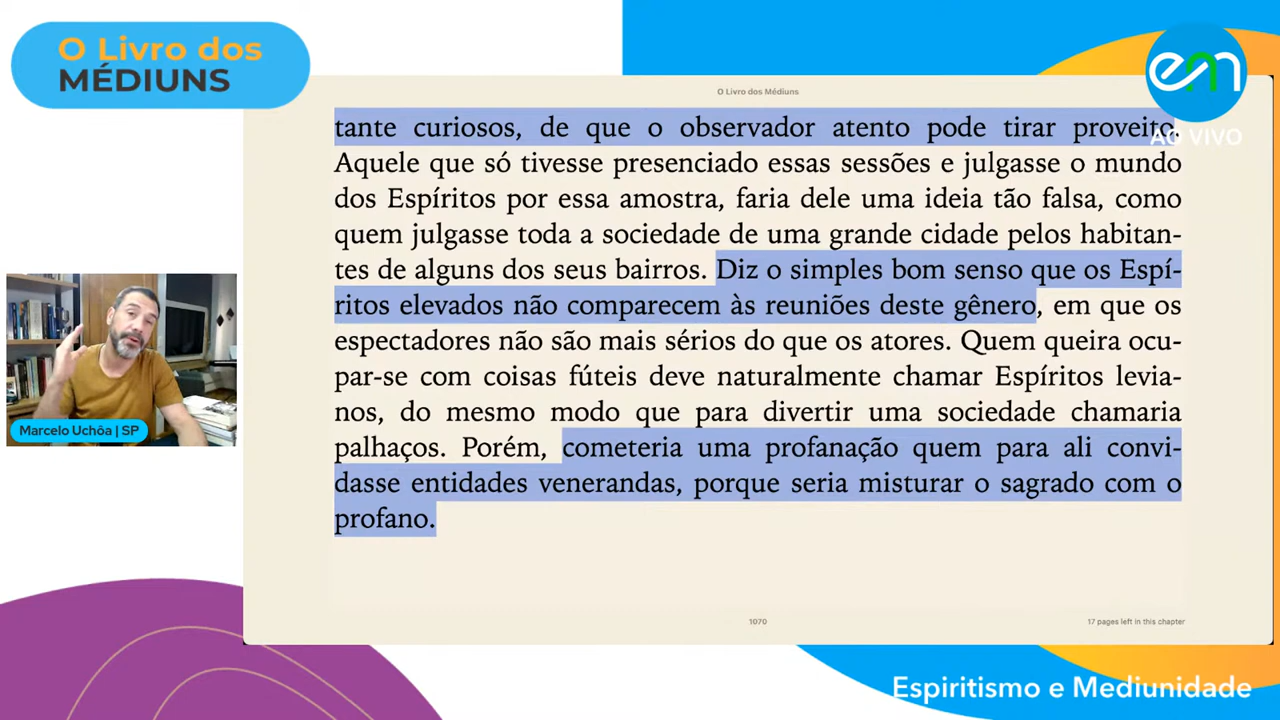 O Livro dos
MÉDIUNS
em
AO VIVO
O Livro dos Médiuns
tante curiosos, de que o observador atento pode tirar proveito.
Aquele que só tivesse presenciado essas sessões e julgasse o mundo
dos Espíritos por essa amostra, faria dele uma ideia tão falsa, como
quem julgasse toda a sociedade de uma grande cidade pelos habitan-
tes de alguns dos seus bairros. Diz o simples bom senso que os Espí-
ritos elevados não comparecem às reuniões deste gênero, em que os
espectadores não são mais sérios do que os atores. Quem queira ocu-
par-se com coisas fúteis deve naturalmente chamar Espíritos levia-
nos, do mesmo modo que para divertir uma sociedade chamaria
palhaços. Porém, cometeria uma profanação quem para ali convi-
dasse entidades venerandas, porque seria misturar o sagrado com o
profano.
1070
17 pages left in this chapter
Marcelo Uchôa | SP
Espiritismo e Mediunidade